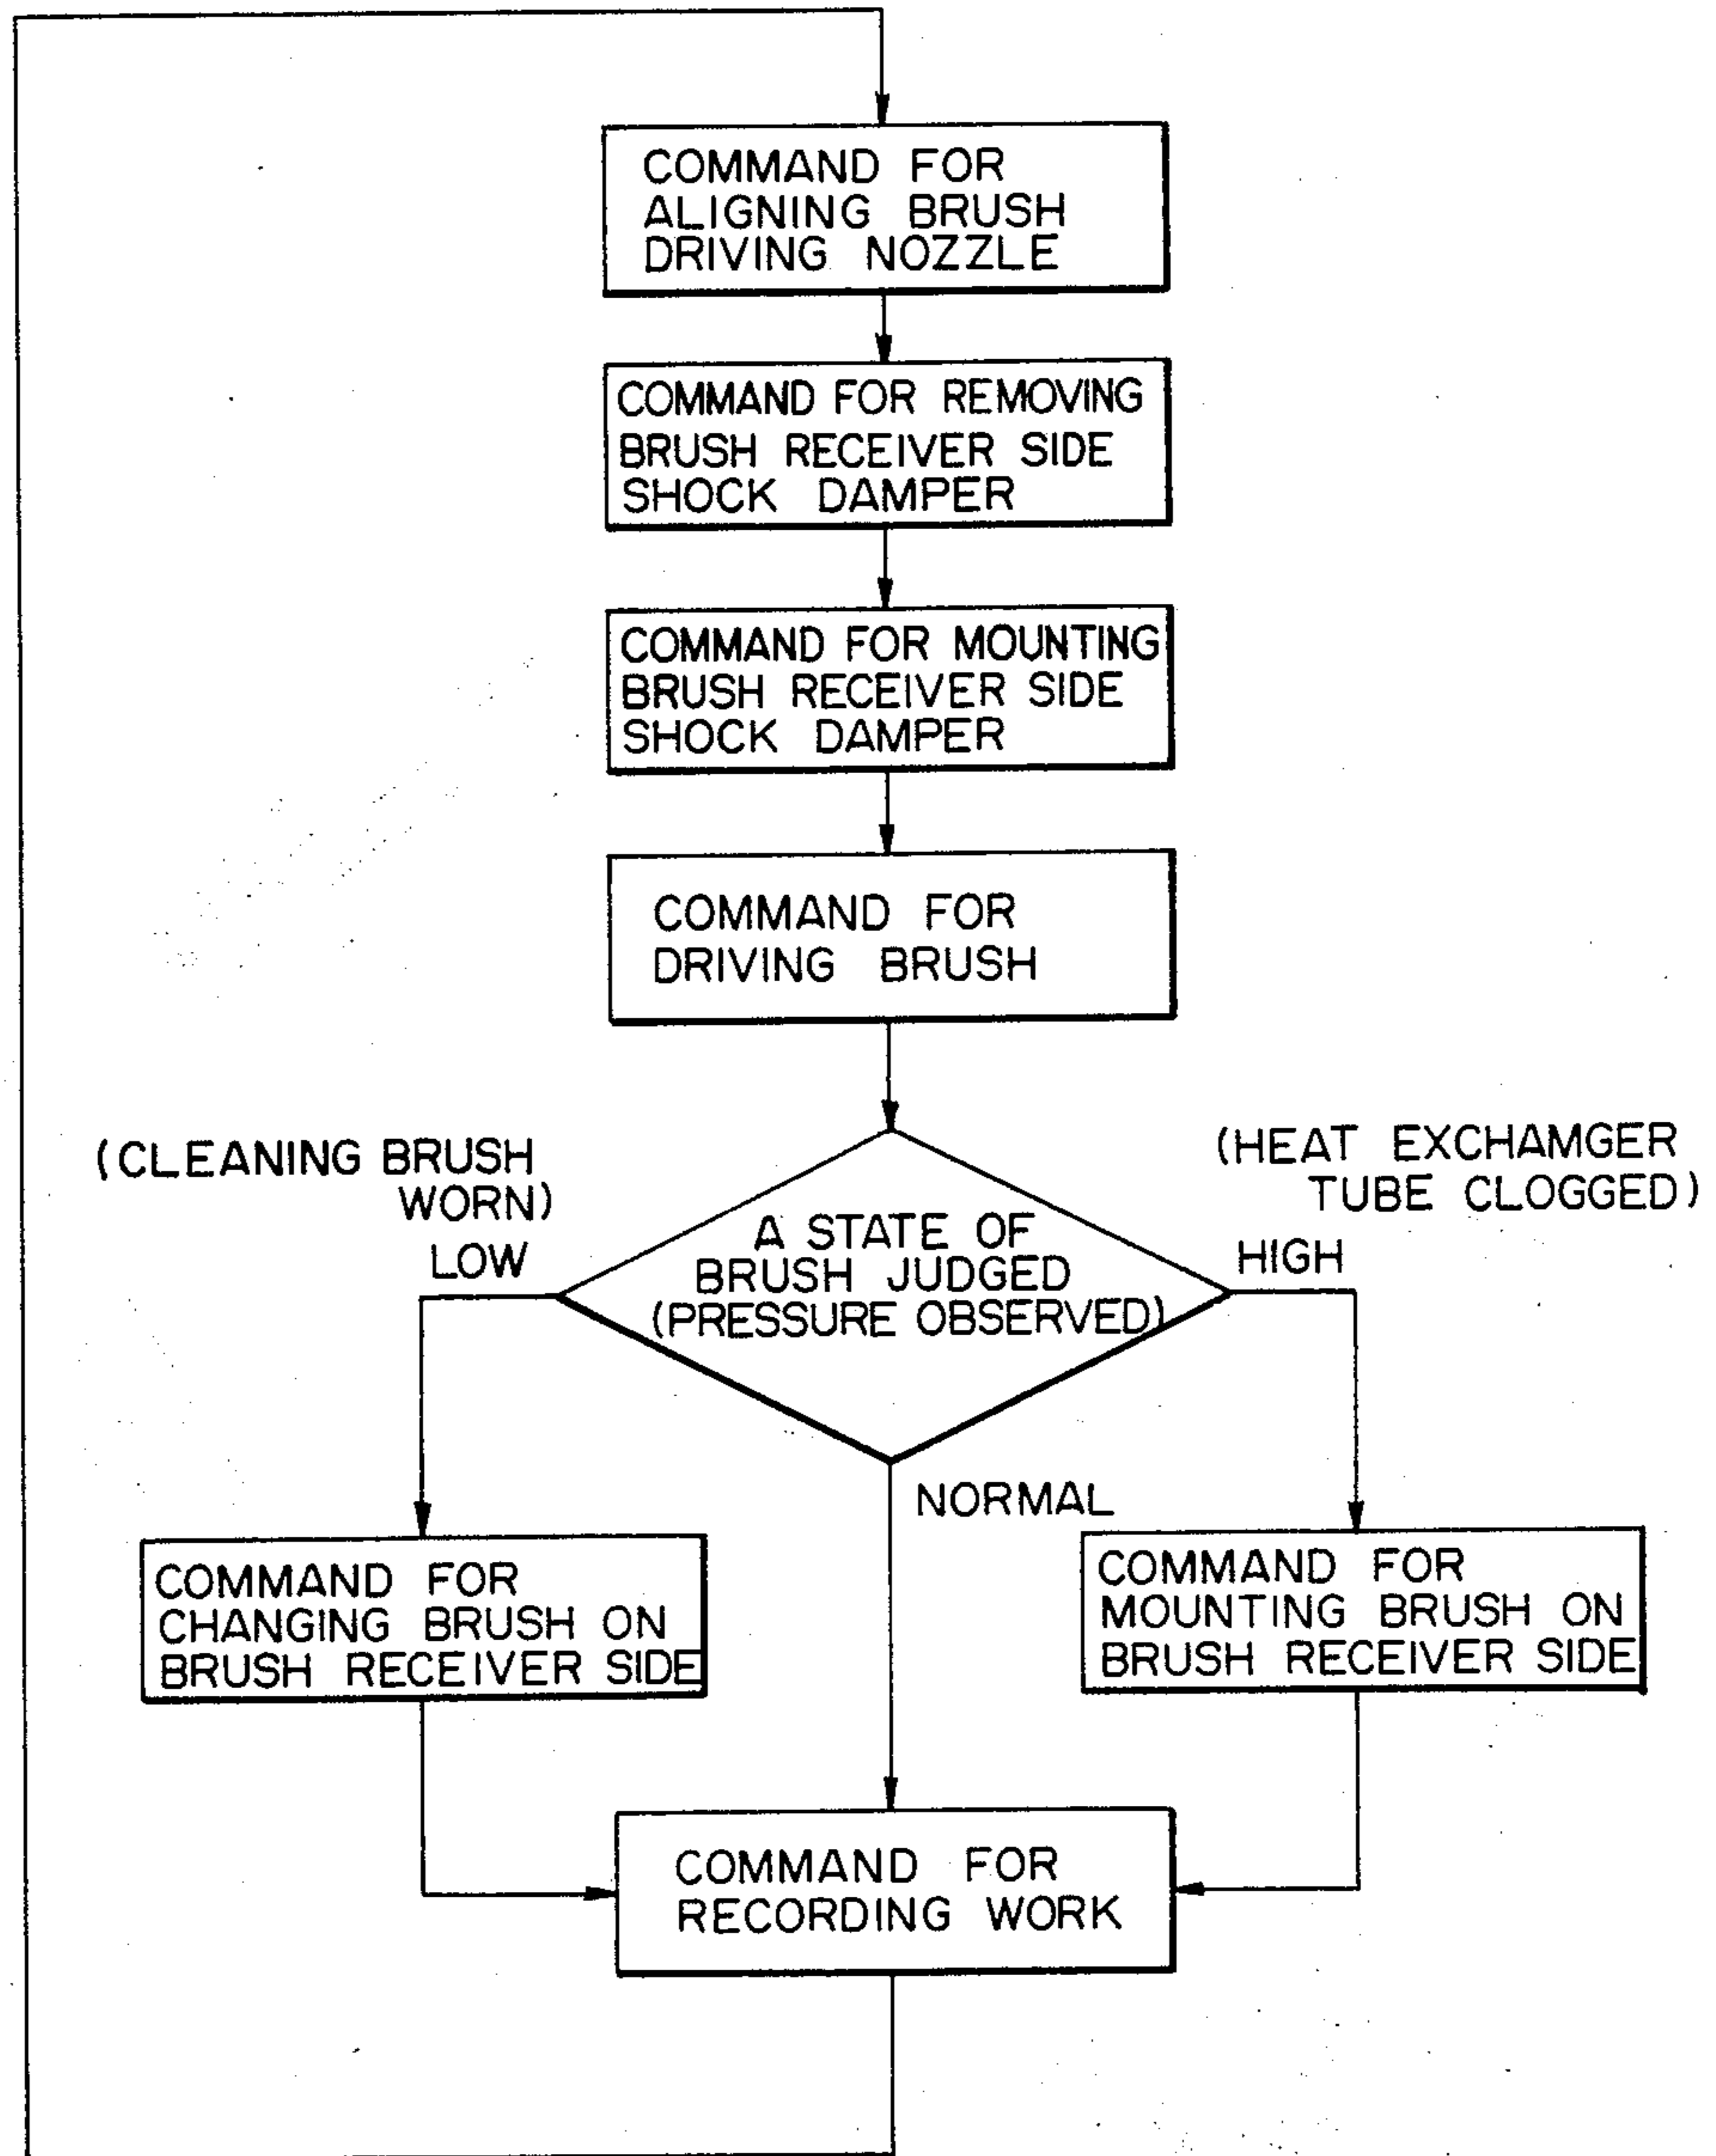 COMMAND FOR
ALIGNING BRUSH
DRIVING NOZZLE
COMMAND FOR REMOVING
BRUSH RECEIVER SIDE
SHOCK DAMPER
COMMAND FOR MOUNTING
BRUSH RECEIVER SIDE
SHOCK DAMPER
COMMAND FOR
DRIVING BRUSH
(CLEANING BRUSH
WORN)
LOW
A STATE OF
BRUSH JUDGED
(PRESSURE OBSERVED)
(HEAT EXCHAMGER
TUBE CLOGGED)
HIGH
NORMAL
COMMAND FOR
CHANGING BRUSH ON
BRUSH RECEIVER SIDE
COMMAND FOR
MOUNTING BRUSH ON
BRUSH RECEIVER SIDE
COMMAND FOR
RECORDING WORK